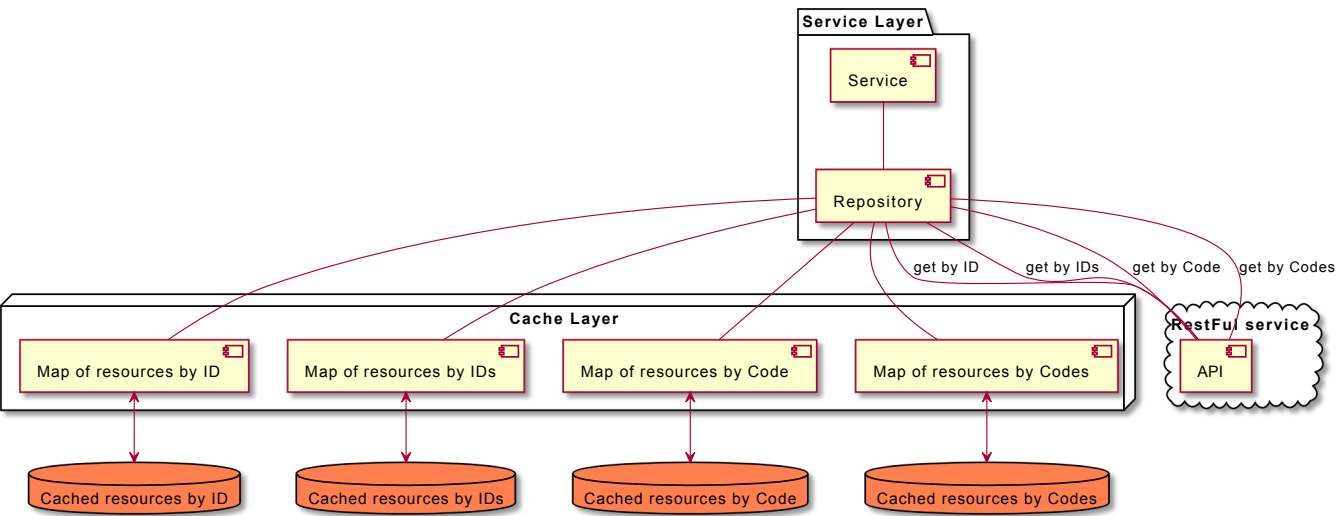 Service Layer
Service
Repository
get by ID
get by IDs
get by Code
get by Codes
Cache Layer
RestFul service
Map of resources by ID
Map of resources by IDs
Map of resources by Code
Map of resources by Codes
API
Cached resources by ID
Cached resources by IDs
Cached resources by Code
Cached resources by Codes